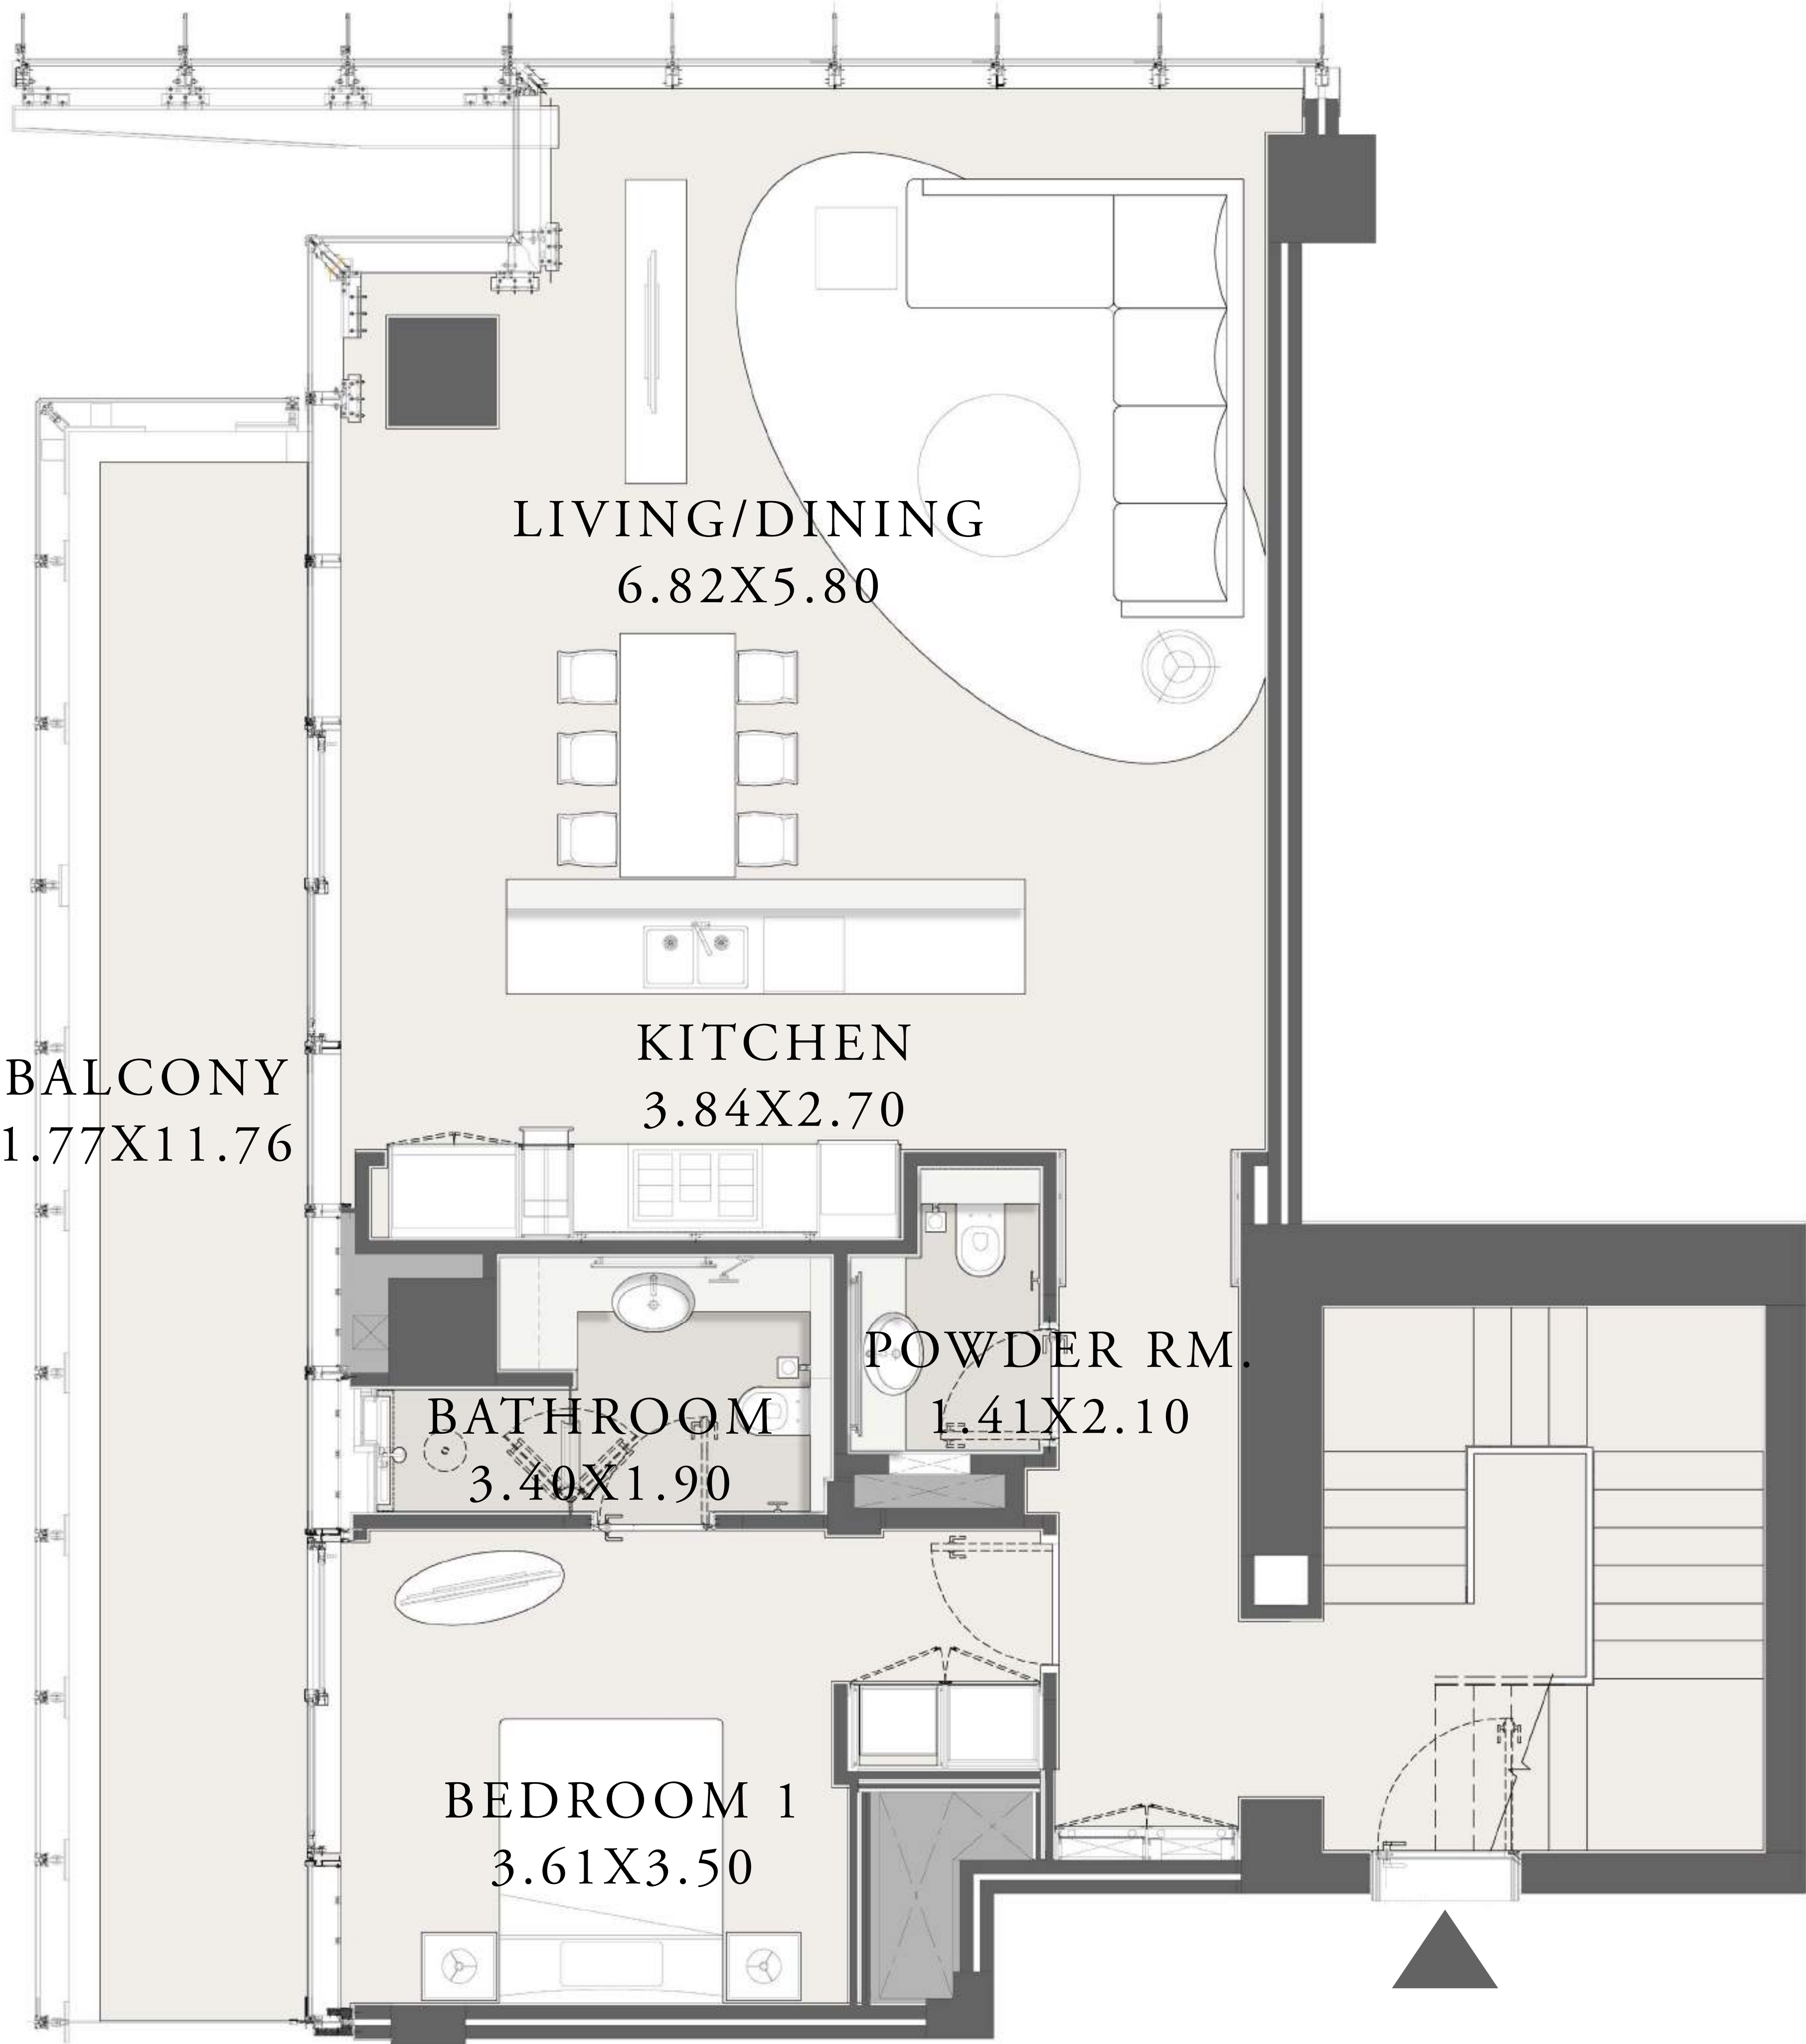 LIVING/DINING
6.82X5.80
KITCHEN
3.84X2.70
BALCONY
1.77X11.76
POWDER RM.
1.41X2.10
BATHROOM
3.40X1.90
BEDROOM 1
3.61X3.50